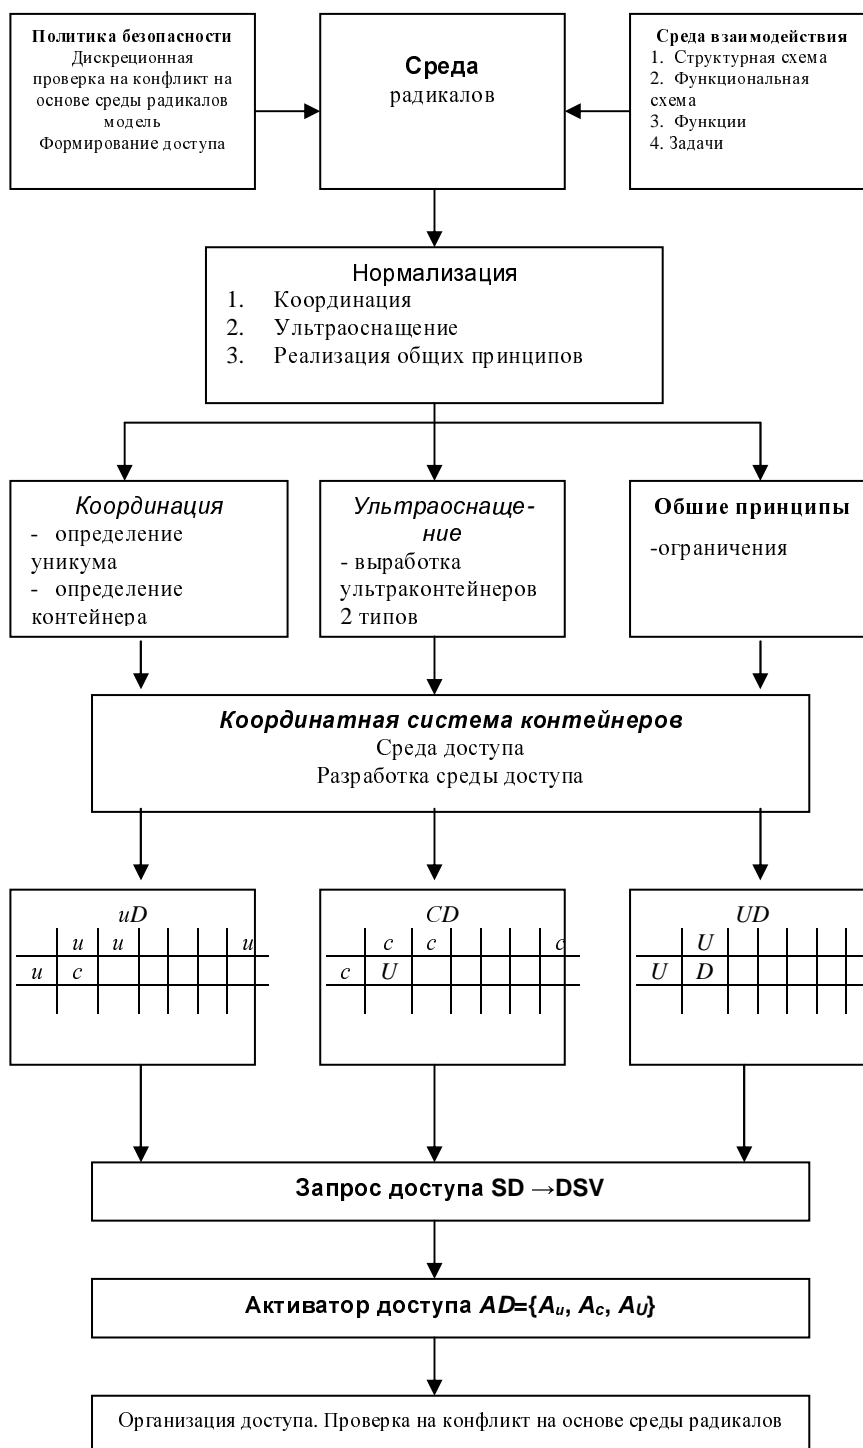 Политика безопасности
Дискреционная
проверка на конфликт на
основе среды радикалов
модель
Формирование доступа
Среда
радикалов
Среда взаимодействия
1. Структурная схема
2. Функциональная
схема
3. Функции
4. Задачи
Нормализация
1. Координация
2. Ультраоснащение
3. Реализация общих принципов
Координация
- определение
уникума
- определение
контейнера
Ультраоснаще-
ние
- выработка
ультраконтейнеров
2 типов
Обшие принципы
-ограничения
Координатная система контейнеров
Среда доступа
Разработка среды доступа
uD
u u u
u c
CD
c c c
c U
UD
U
U D
Запрос доступа SD →DSV
Активатор доступа AD={Au, Ac, AU}
Организация доступа. Проверка на конфликт на основе среды радикалов